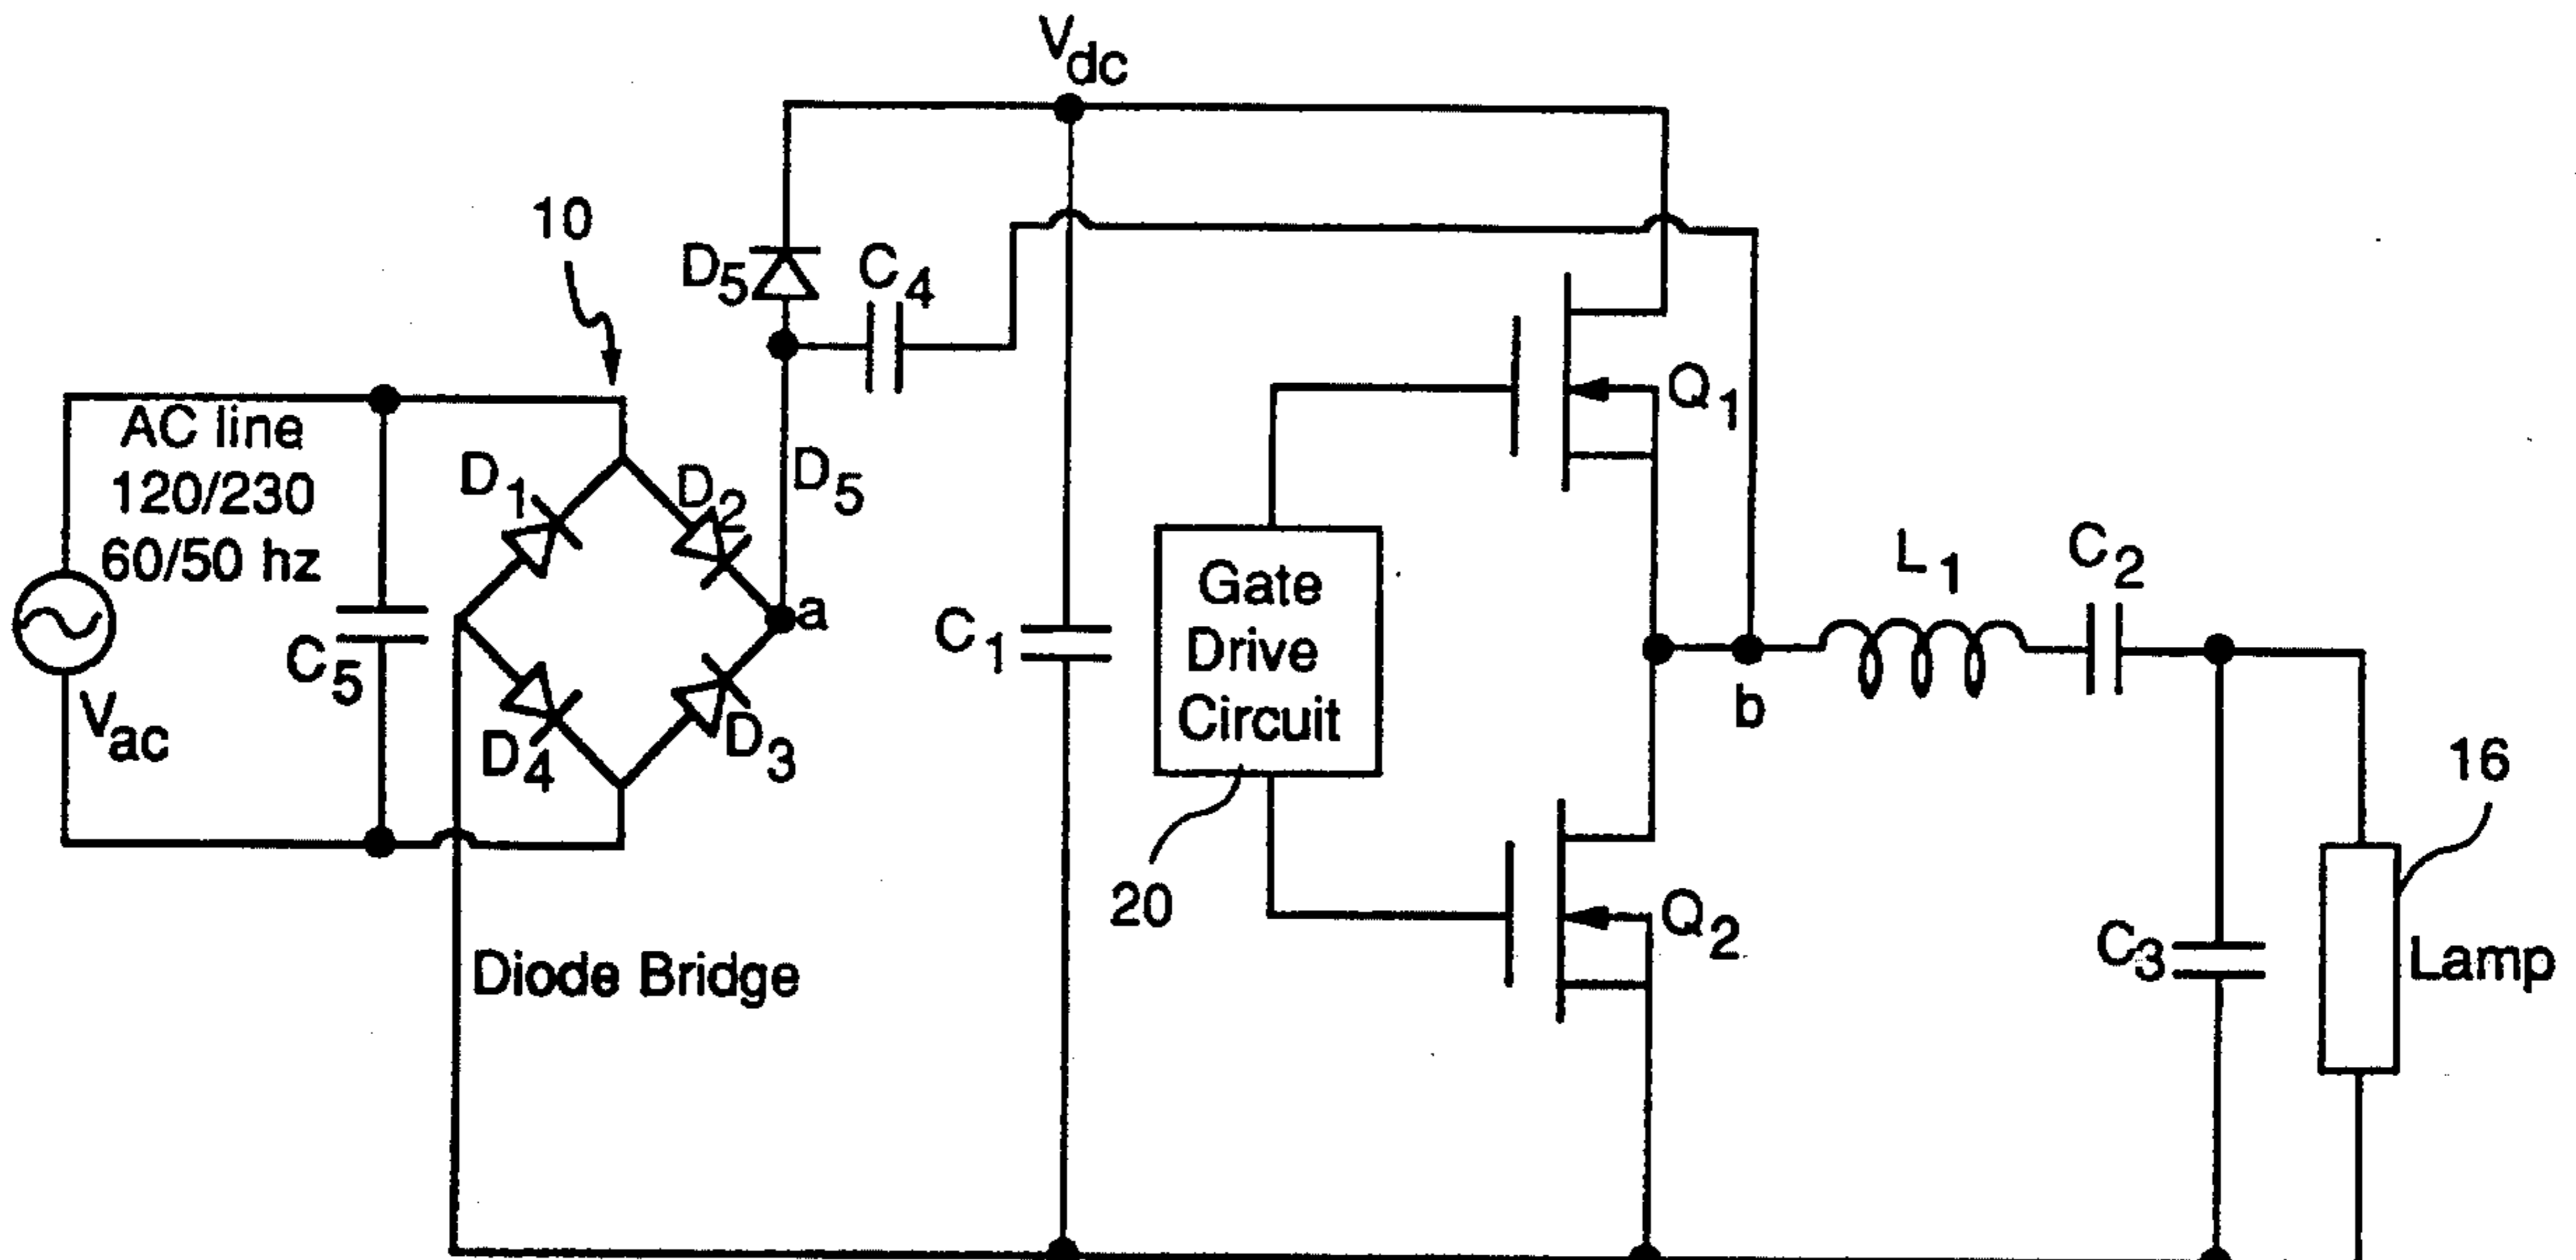 Vdc
10
D5
C4
AC line
120/230
60/50 hz
Vac
C5
D1
D2
D5
D4
D3
a
Diode Bridge
C1
Gate
Drive
Circuit
20
Q1
Q2
b
L1
C2
C3
16
Lamp